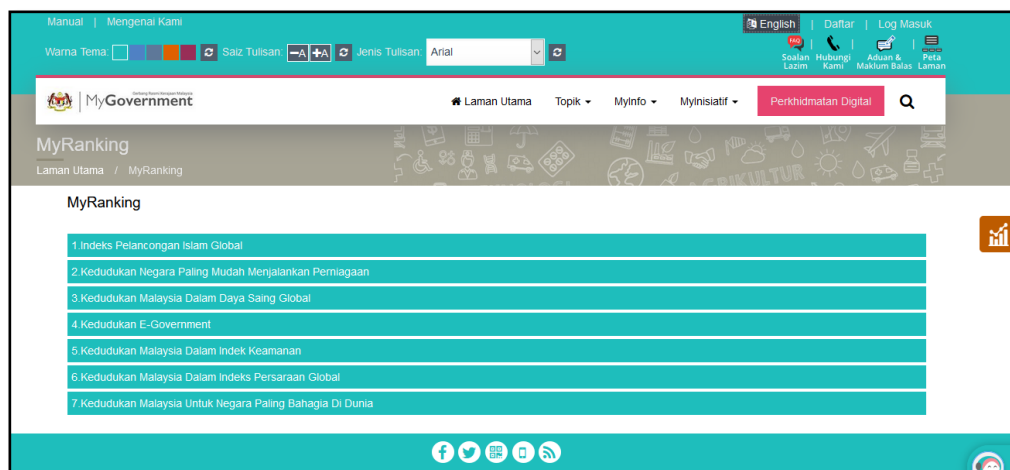 Manual | Mengenai Kami
English | Daftar | Log Masuk
Warna Tema: Saiz Tulisan: -A +A Jenis Tulisan: Arial
FAQ
Soalan Lazim | Hubungi Kami | Aduan & Maklum Balas | Peta Laman
MyGovernment
Laman Utama Topik MyInfo MyInisiatif Perkhidmatan Digital
MyRanking
Laman Utama / MyRanking
MyRanking
1.Indeks Pelancongan Islam Global
2.Kedudukan Negara Paling Mudah Menjalankan Perniagaan
3.Kedudukan Malaysia Dalam Daya Saing Global
4.Kedudukan E-Government
5.Kedudukan Malaysia Dalam Indek Keamanan
6.Kedudukan Malaysia Dalam Indeks Persaraan Global
7.Kedudukan Malaysia Untuk Negara Paling Bahagia Di Dunia